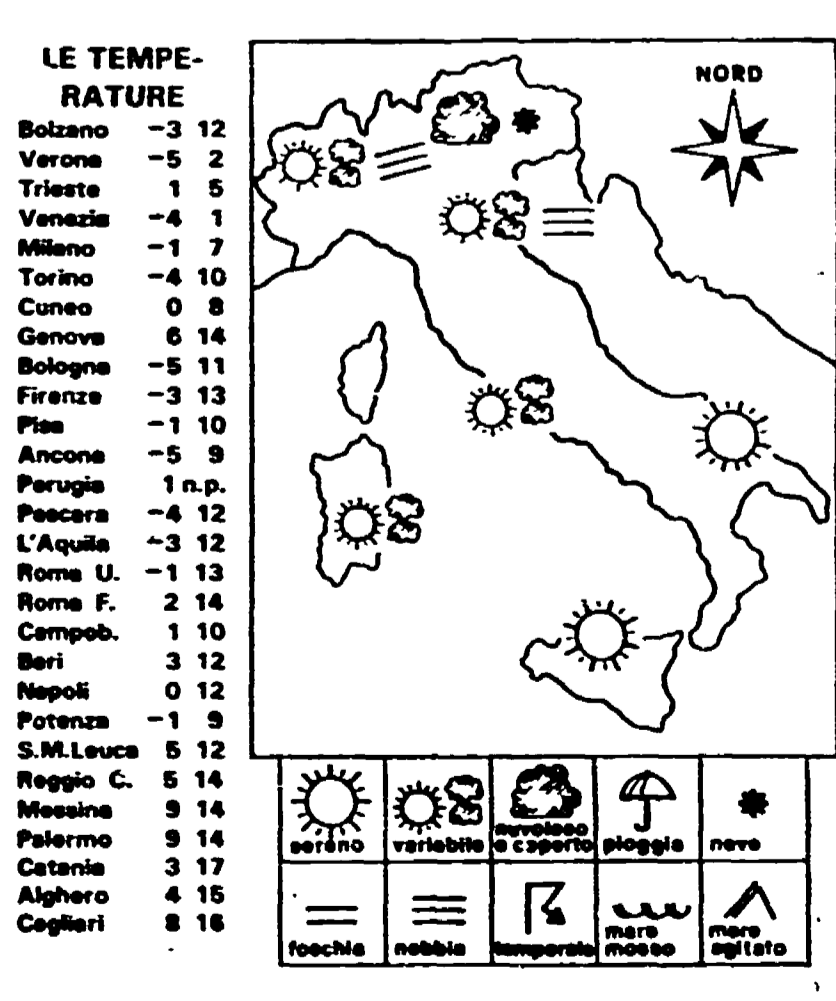 LE TEMPE-
RATURE
Bolzano -3 12
Verona -5 2
Trieste 1 5
Venezia -4 1
Milano -1 7
Torino -4 10
Cuneo 0 8
Genova 6 14
Bologna -5 11
Firenze -3 13
Pisa -1 10
Ancona -5 9
Perugia 1 n.p.
Pescara -4 12
L'Aquila -3 12
Roma U. -1 13
Roma F. 2 14
Campob. 1 10
Bari 3 12
Napoli 0 12
Potenza -1 9
S.M.Leuca 5 12
Reggio C. 5 14
Messina 9 14
Palermo 9 14
Catania 3 17
Alghero 4 15
Cagliari 8 16
NORD
sereno
variabile
nuvoloso
o coperto
pioggia
neve
foschia
nebbia
temporale
mare
mosso
mare
agitato